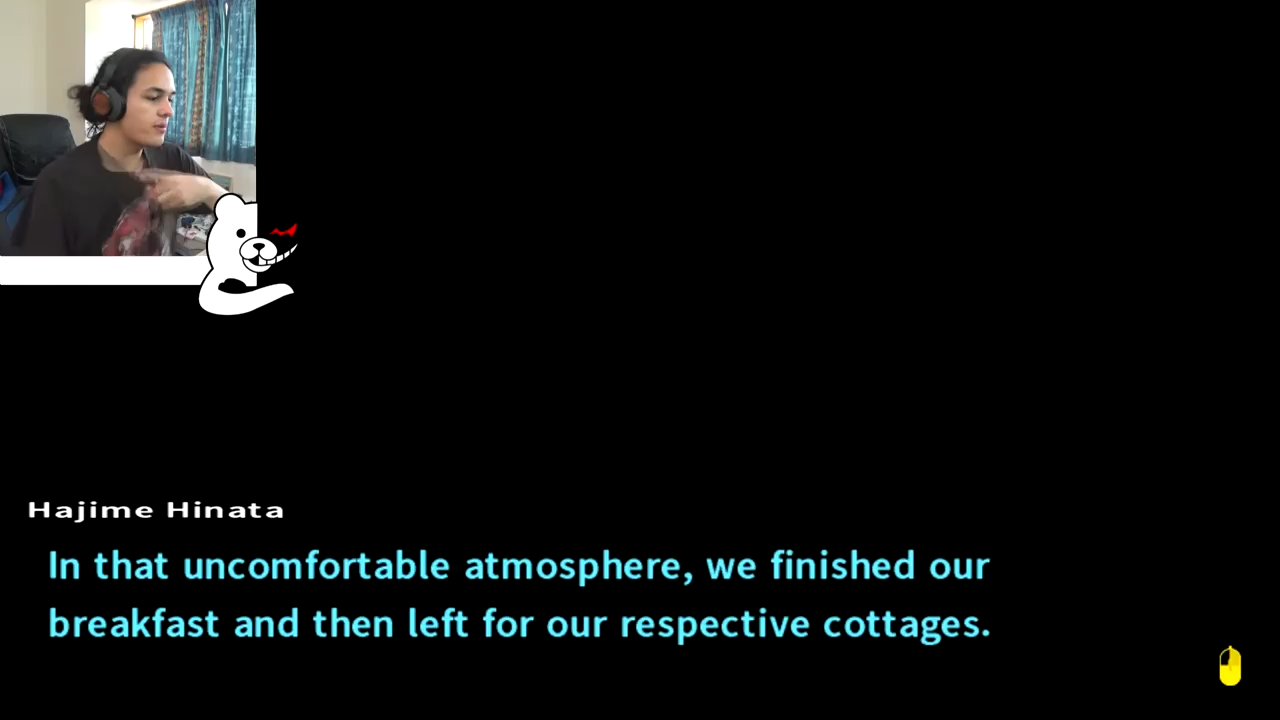 Hajime Hinata
In that uncomfortable atmosphere, we finished our
breakfast and then left for our respective cottages.